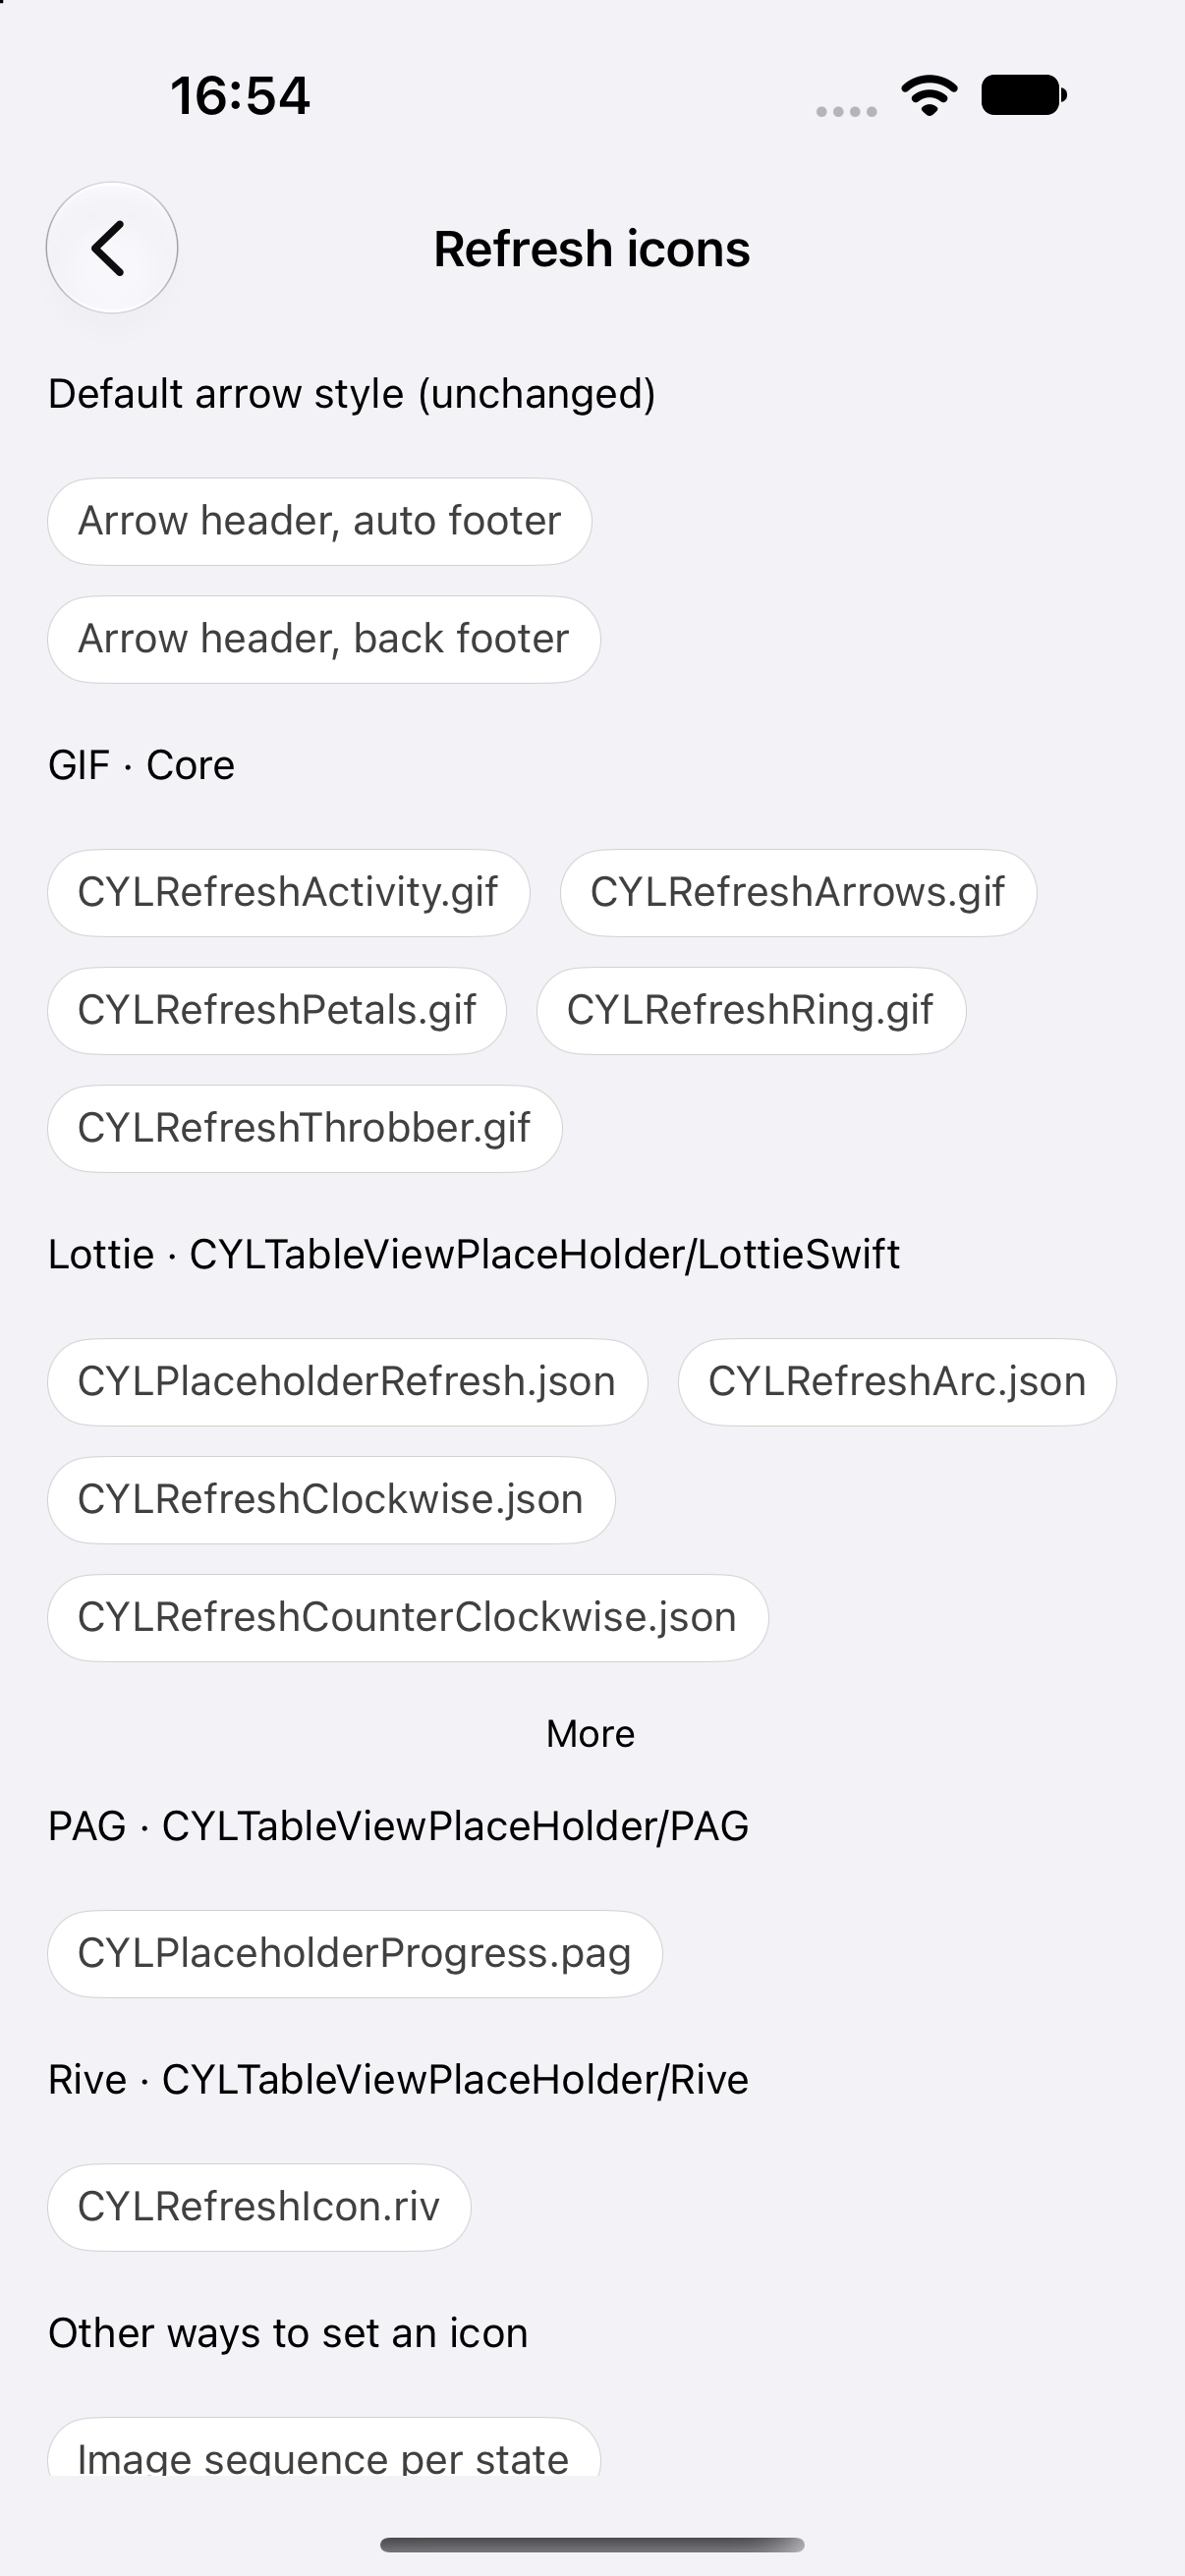 16:54
Refresh icons
Default arrow style (unchanged)
Arrow header, auto footer
Arrow header, back footer
GIF · Core
CYLRefreshActivity.gif CYLRefreshArrows.gif
CYLRefreshPetals.gif CYLRefreshRing.gif
CYLRefreshThrobber.gif
Lottie · CYLTableViewPlaceHolder/LottieSwift
CYLPlaceholderRefresh.json CYLRefreshArc.json
CYLRefreshClockwise.json
CYLRefreshCounterClockwise.json
More
PAG · CYLTableViewPlaceHolder/PAG
CYLPlaceholderProgress.pag
Rive · CYLTableViewPlaceHolder/Rive
CYLRefreshIcon.riv
Other ways to set an icon
Image sequence per state